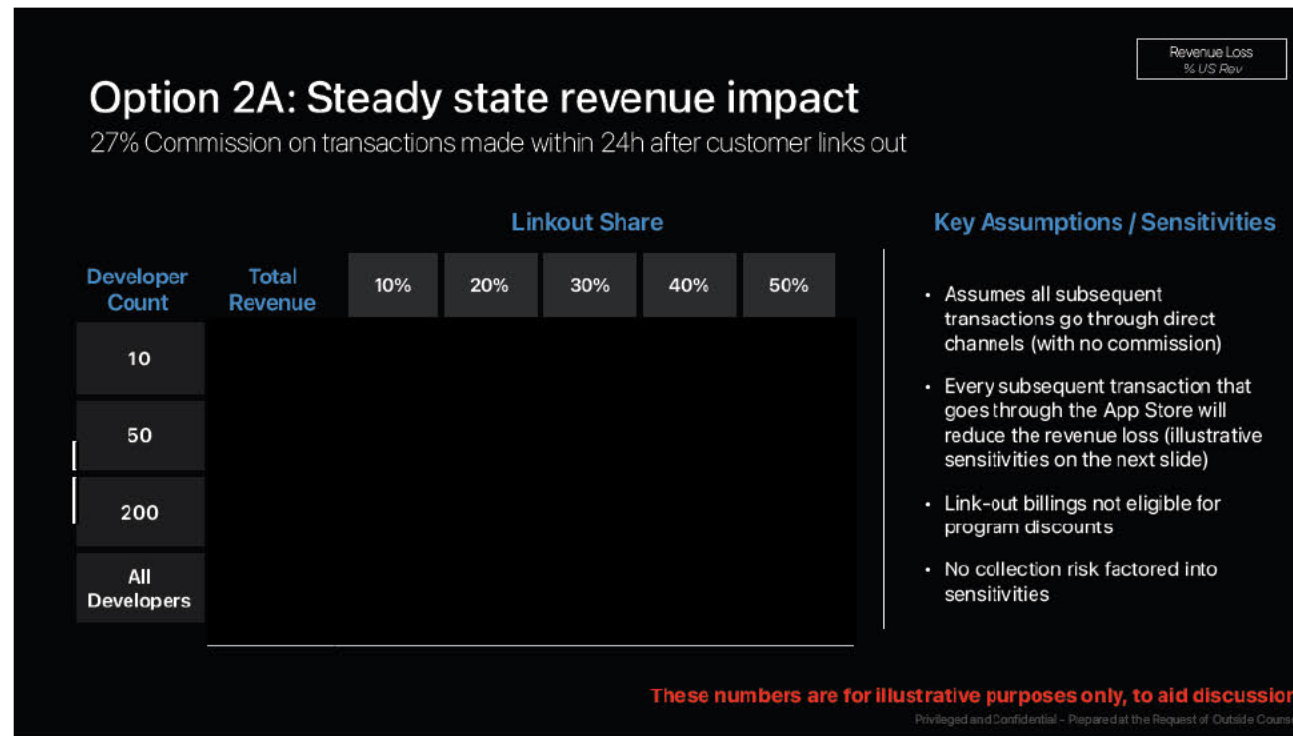 Revenue Loss
% US Rev
Option 2A: Steady state revenue impact
27% Commission on transactions made within 24h after customer links out
Linkout Share
Developer Count
Total Revenue
10%
20%
30%
40%
50%
10
50
200
All Developers
Key Assumptions / Sensitivities
• Assumes all subsequent
transactions go through direct
channels (with no commission)
• Every subsequent transaction that
goes through the App Store will
reduce the revenue loss (illustrative
sensitivities on the next slide)
• Link-out billings not eligible for
program discounts
• No collection risk factored into
sensitivities
These numbers are for illustrative purposes only, to aid discussion
Privileged and Confidential – Prepared at the Request of Outside Couns